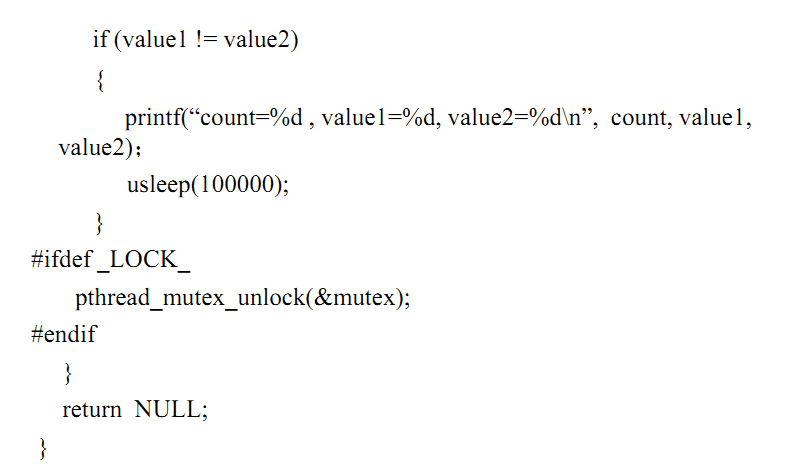 if (value1 != value2)
{
printf(“count=%d , value1=%d, value2=%d\n”, count, value1,
value2)；
usleep(100000);
}
#ifdef _LOCK_
pthread_mutex_unlock(&mutex);
#endif
}
return NULL;
}